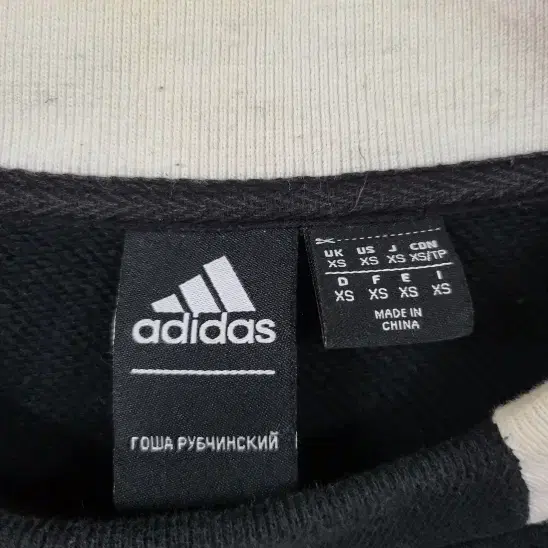 adidas
ГОША РУБЧИНСКИЙ
UK US J CDN
XS XS XS XS/TP
D F E I
XS XS XS XS
MADE IN
CHINA